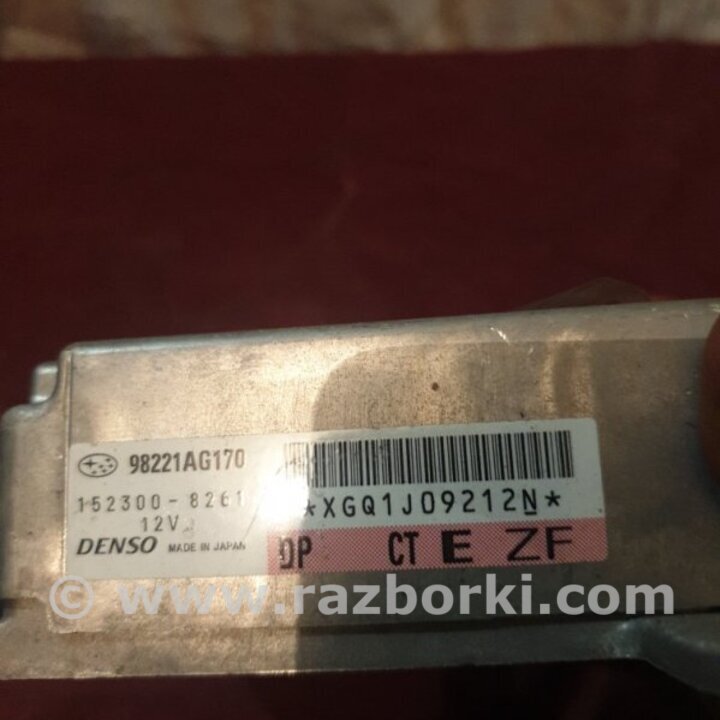 98221AG170
152300-8261
12V
DENSO MADE IN JAPAN
*XGQ1J09212N*
DP CT E ZF
© www.razborki.com